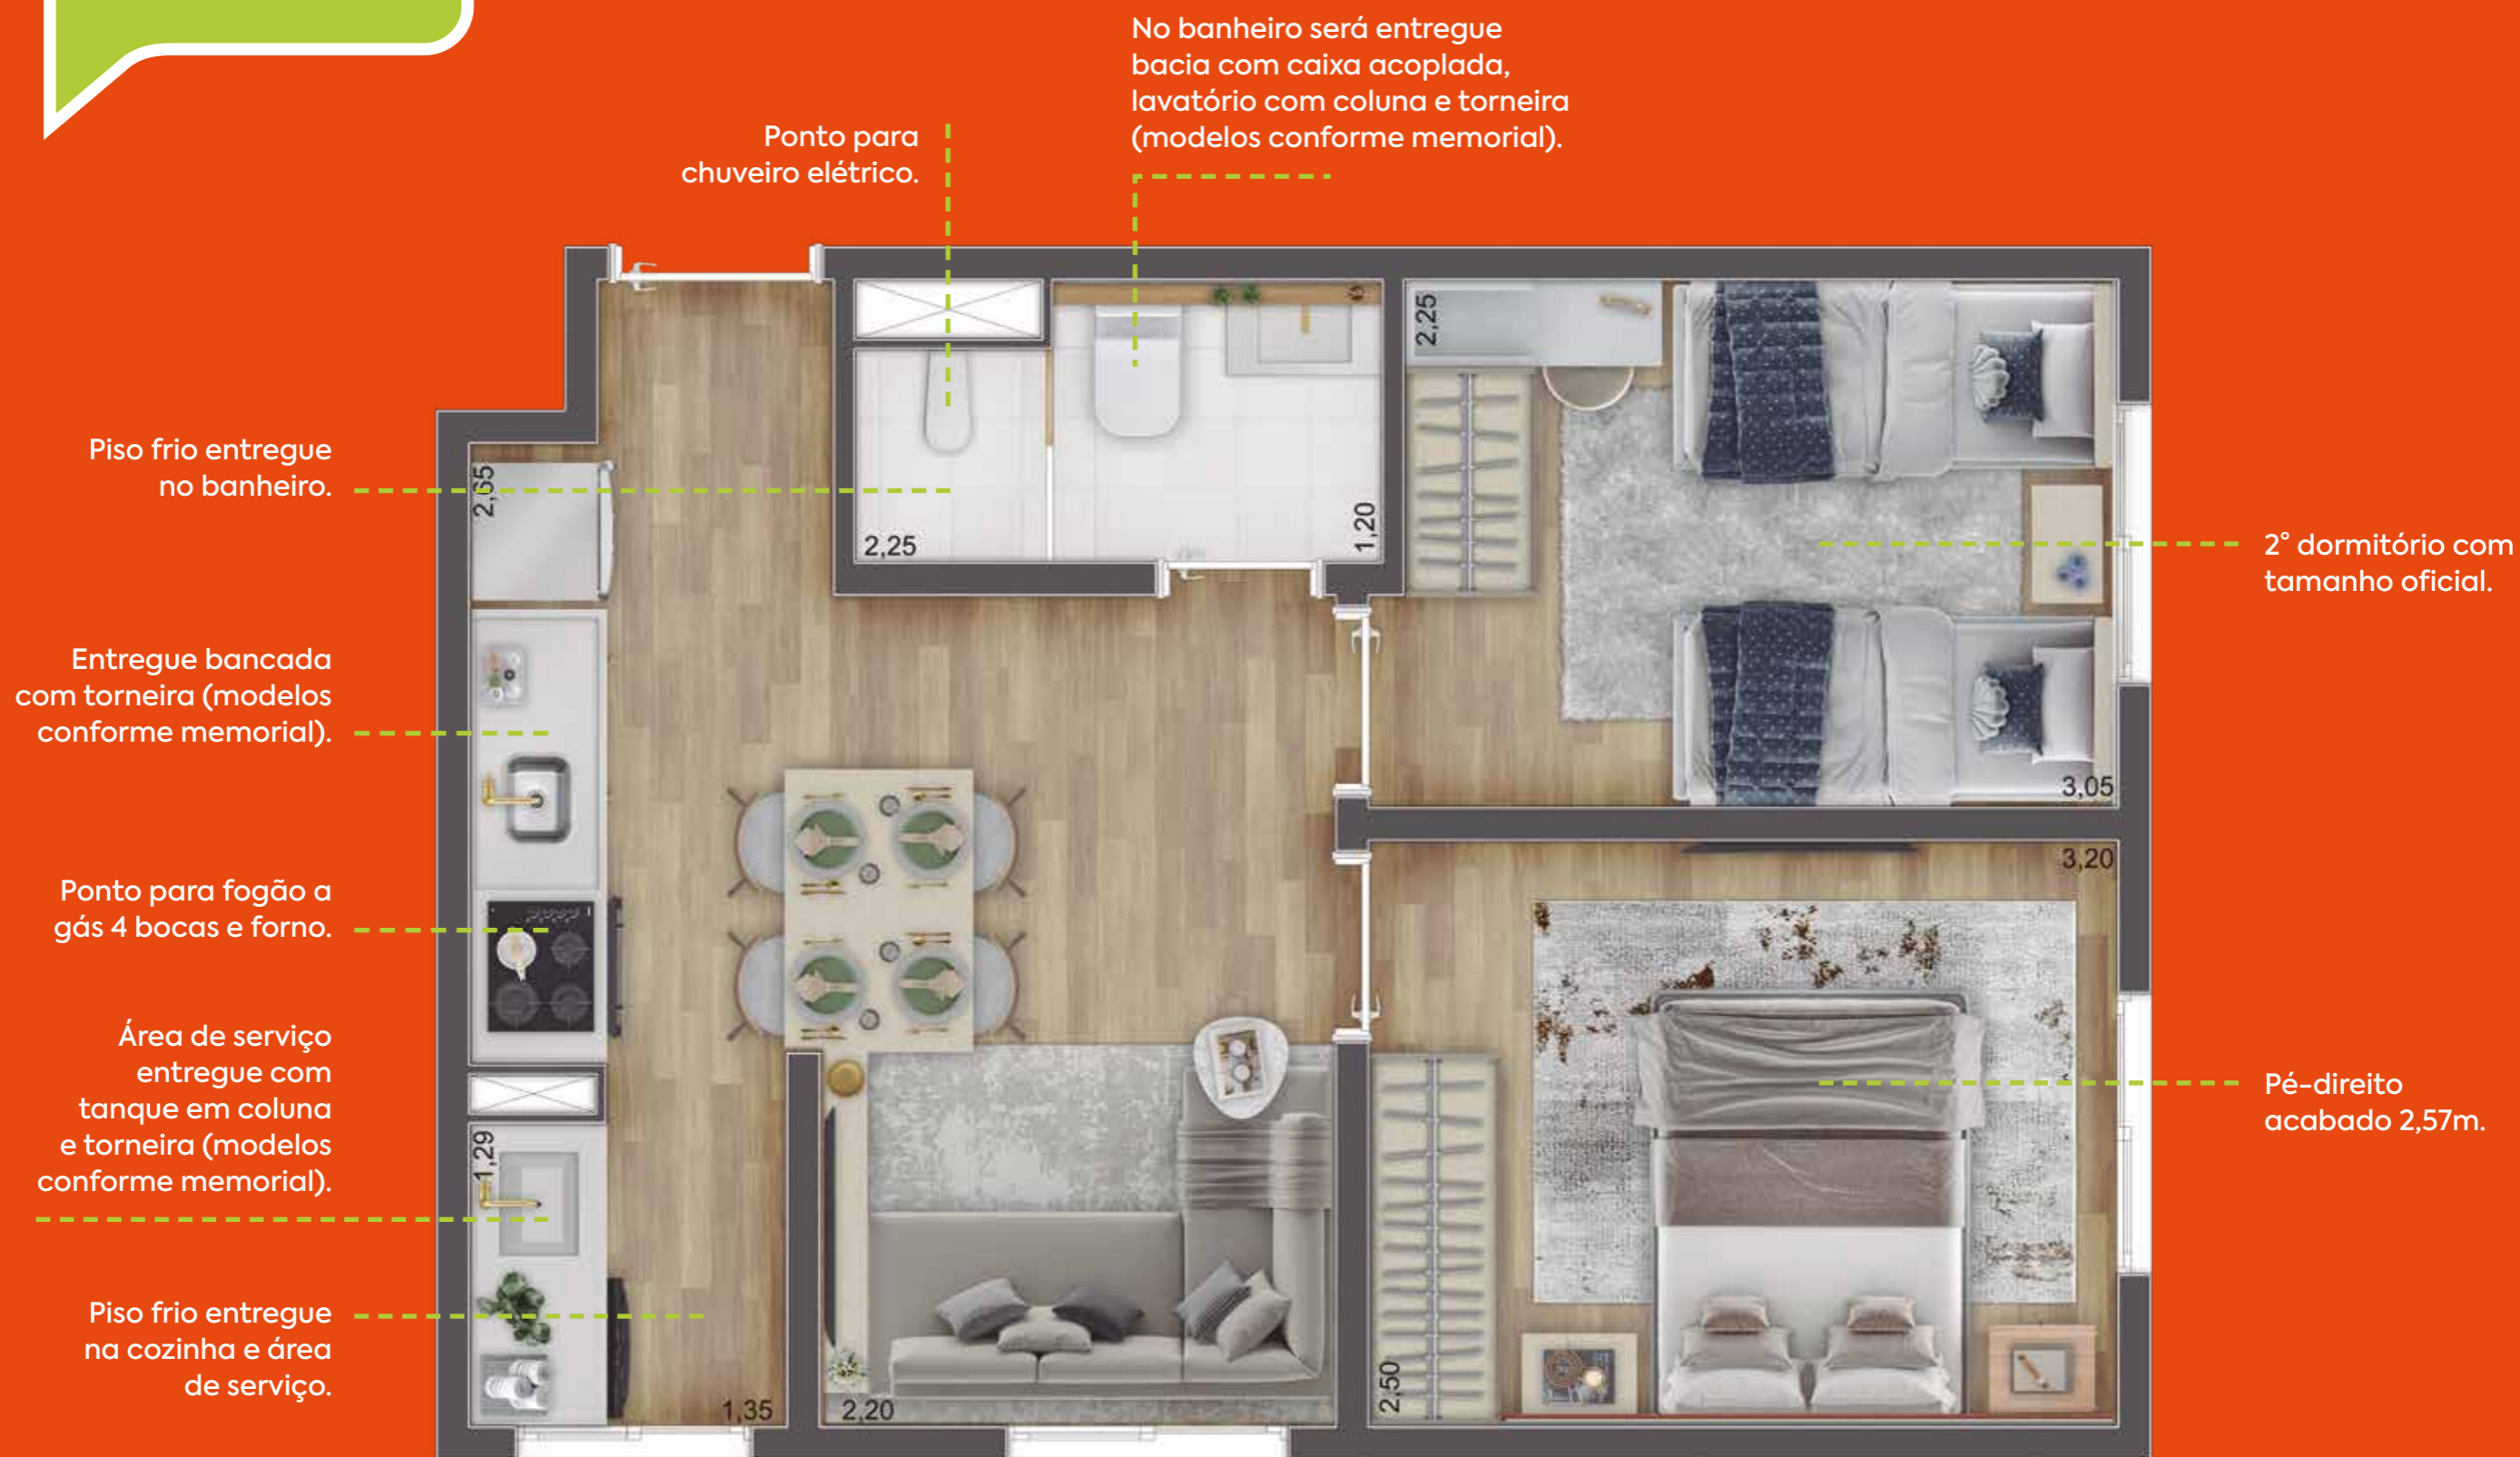 No banheiro será entregue
bacia com caixa acoplada,
lavatório com coluna e torneira
(modelos conforme memorial).
Ponto para
chuveiro elétrico.
Piso frio entregue
no banheiro.
Entregue bancada
com torneira (modelos
conforme memorial).
Ponto para fogão a
gás 4 bocas e forno.
Área de serviço
entregue com
tanque em coluna
e torneira (modelos
conforme memorial).
Piso frio entregue
na cozinha e área
de serviço.
2,65
2,25
1,20
2,25
3,05
3,20
1,29
1,35
2,20
2,50
2° dormitório com
tamanho oficial.
Pé-direito
acabado 2,57m.